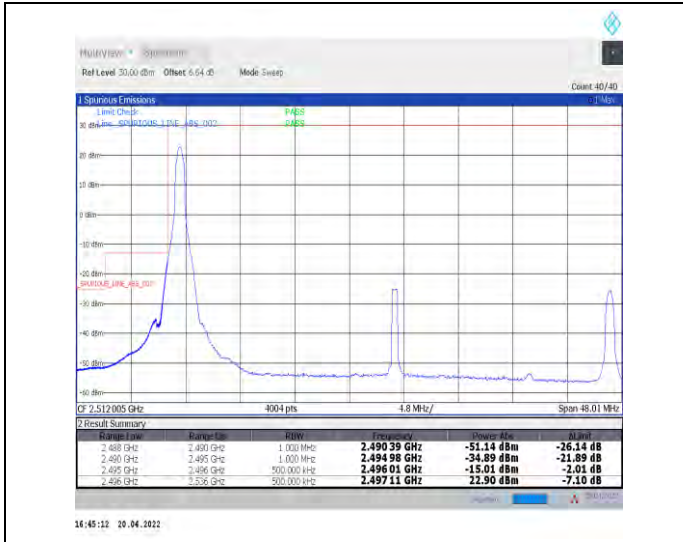 MultiView Spectrum
Ref Level 30.00 dBm Offset 6.64 dB Mode Sweep
Count 40/40
1 Spurious Emissions
Limit Check PASS
Line _SPURIOUS_LINE_ABS_002 PASS
30 dBm
20 dBm
10 dBm
0 dBm
-10 dBm
-20 dBm
_SPURIOUS_LINE_ABS_002
-30 dBm
-40 dBm
-50 dBm
-60 dBm
CF 2.512005 GHz 4004 pts 4.8 MHz/ Span 48.01 MHz
2 Result Summary
Range Low Range Up RBW Frequency Power Abs ΔLimit
2.488 GHz 2.490 GHz 1.000 MHz 2.490 39 GHz -51.14 dBm -26.14 dB
2.490 GHz 2.495 GHz 1.000 MHz 2.494 98 GHz -34.89 dBm -21.89 dB
2.495 GHz 2.496 GHz 500.000 kHz 2.496 01 GHz -15.01 dBm -2.01 dB
2.496 GHz 2.536 GHz 500.000 kHz 2.497 11 GHz 22.90 dBm -7.10 dB
16:45:12 20.04.2022